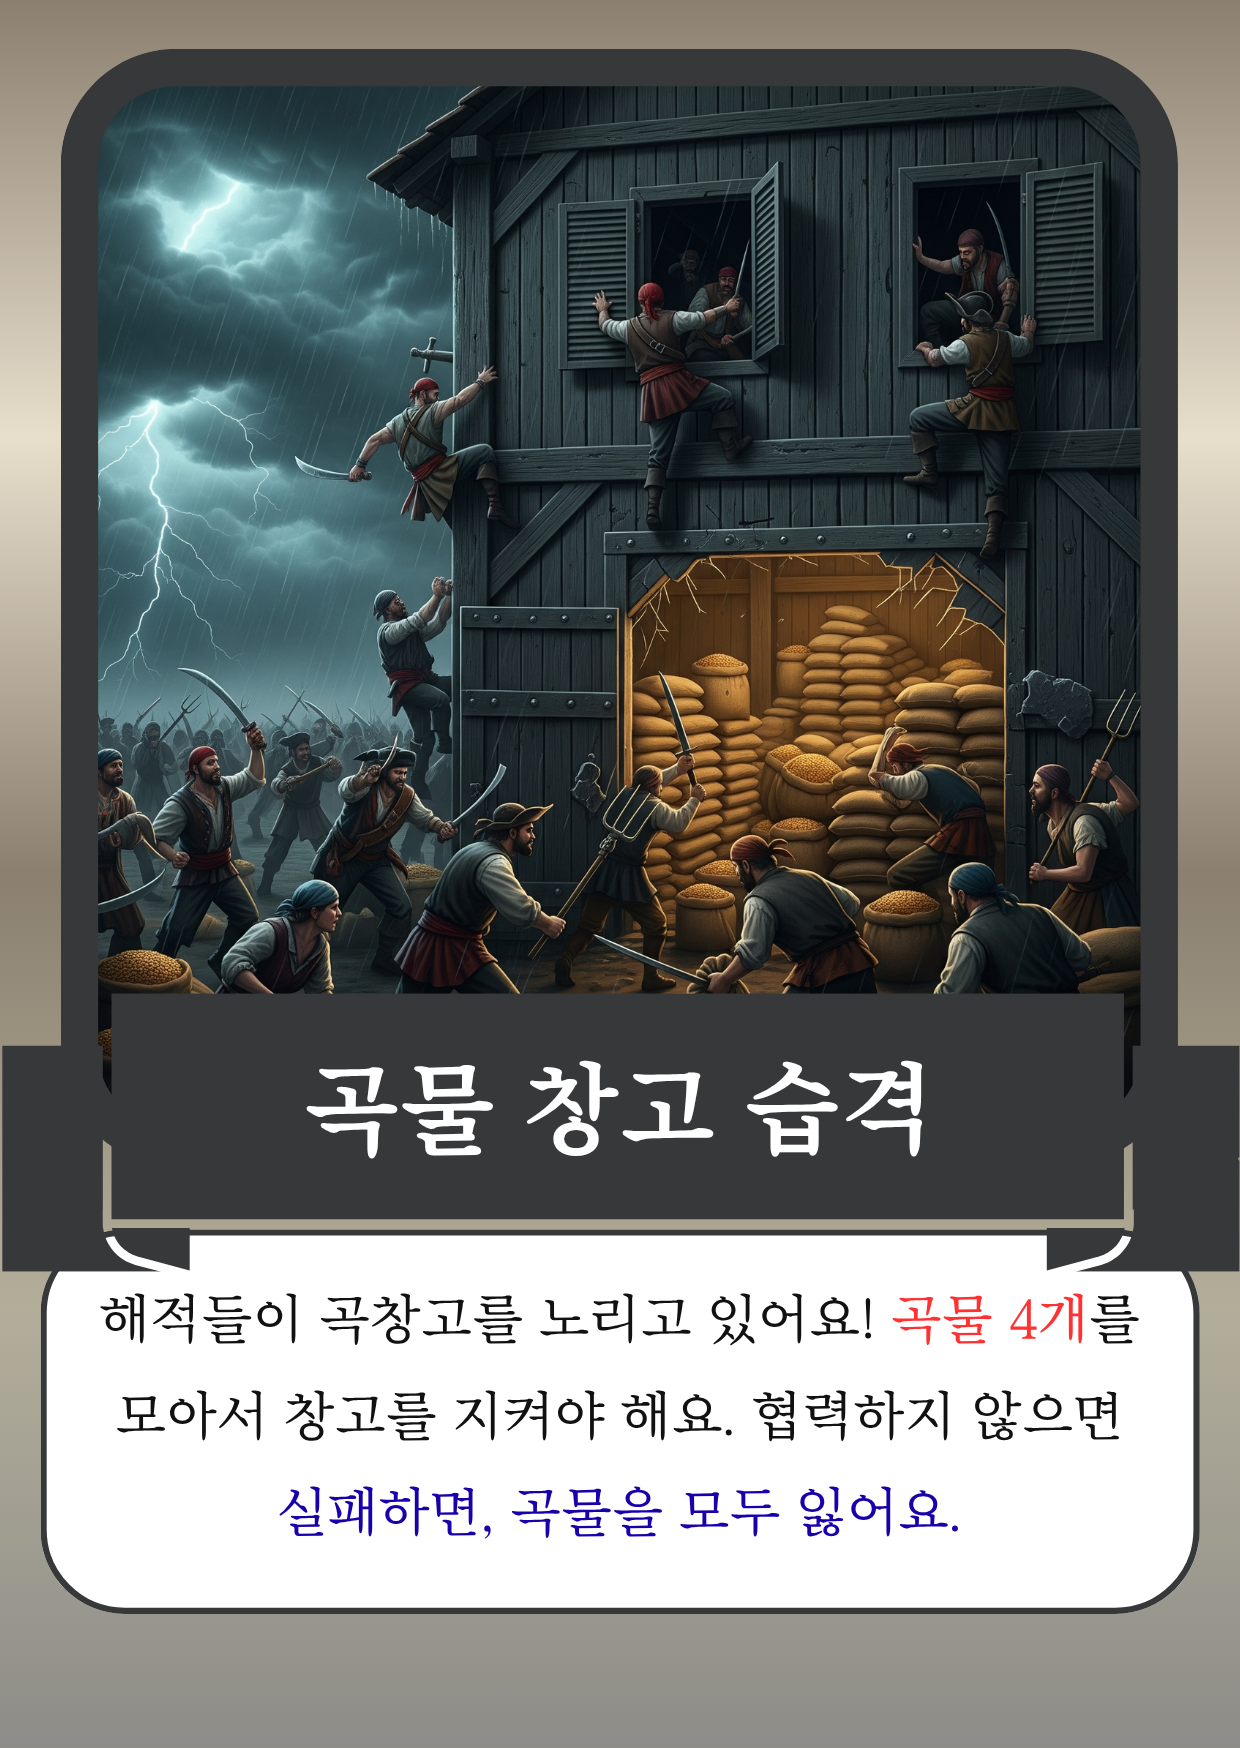 곡물 창고 습격
해적들이 곡창고를 노리고 있어요! 곡물 4개를
모아서 창고를 지켜야 해요. 협력하지 않으면
실패하면, 곡물을 모두 잃어요.